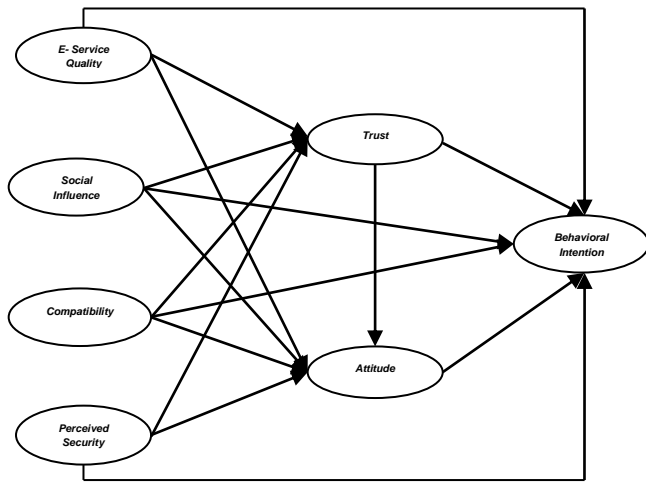 E- Service
Quality
Trust
Social
Influence
Behavioral
Intention
Compatibility
Attitude
Perceived
Security